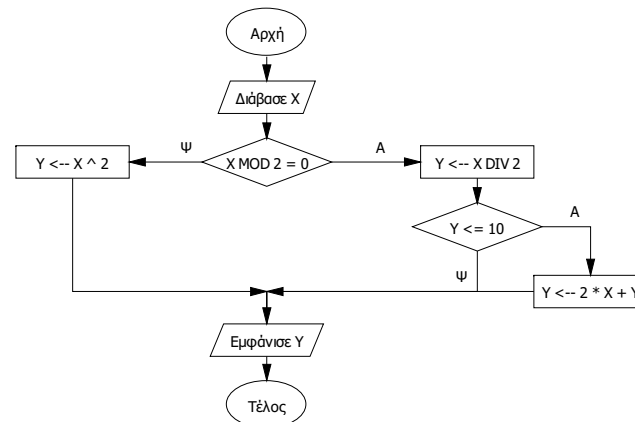 Αρχή
Διάβασε X
Ψ
X MOD 2 = 0
Α
Y <-- X ^ 2
Y <-- X DIV 2
Y <= 10
Α
Ψ
Y <-- 2 * X + Y
Εμφάνισε Y
Τέλος